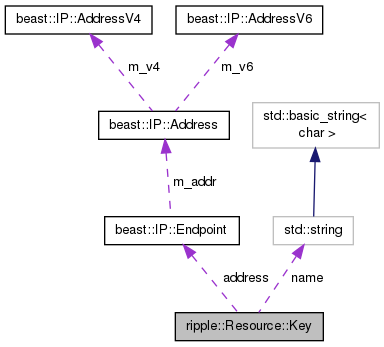 beast::IP::AddressV4
beast::IP::AddressV6
m_v4
m_v6
beast::IP::Address
std::basic_string<
char >
m_addr
beast::IP::Endpoint
std::string
address
name
ripple::Resource::Key